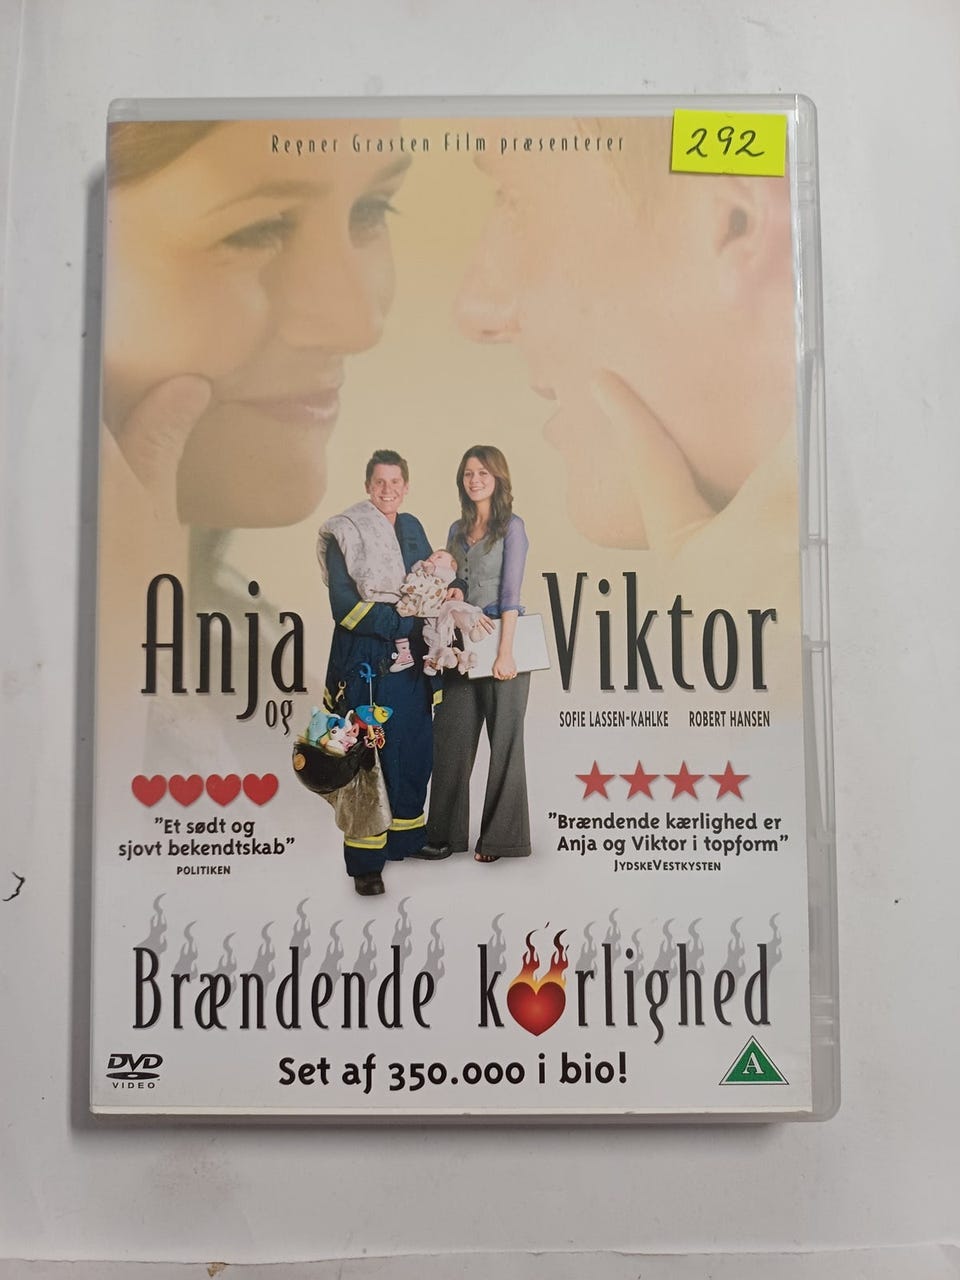 Regner Grasten Film præsenterer
292
Anja
og
Viktor
SOFIE LASSEN-KAHLKE ROBERT HANSEN
"Et sødt og
sjovt bekendtskab"
POLITIKEN
"Brændende kærlighed er
Anja og Viktor i topform"
JYDSKEVESTKYSTEN
Brændende k❤rlighed
DVD
VIDEO
Set af 350.000 i bio!
A